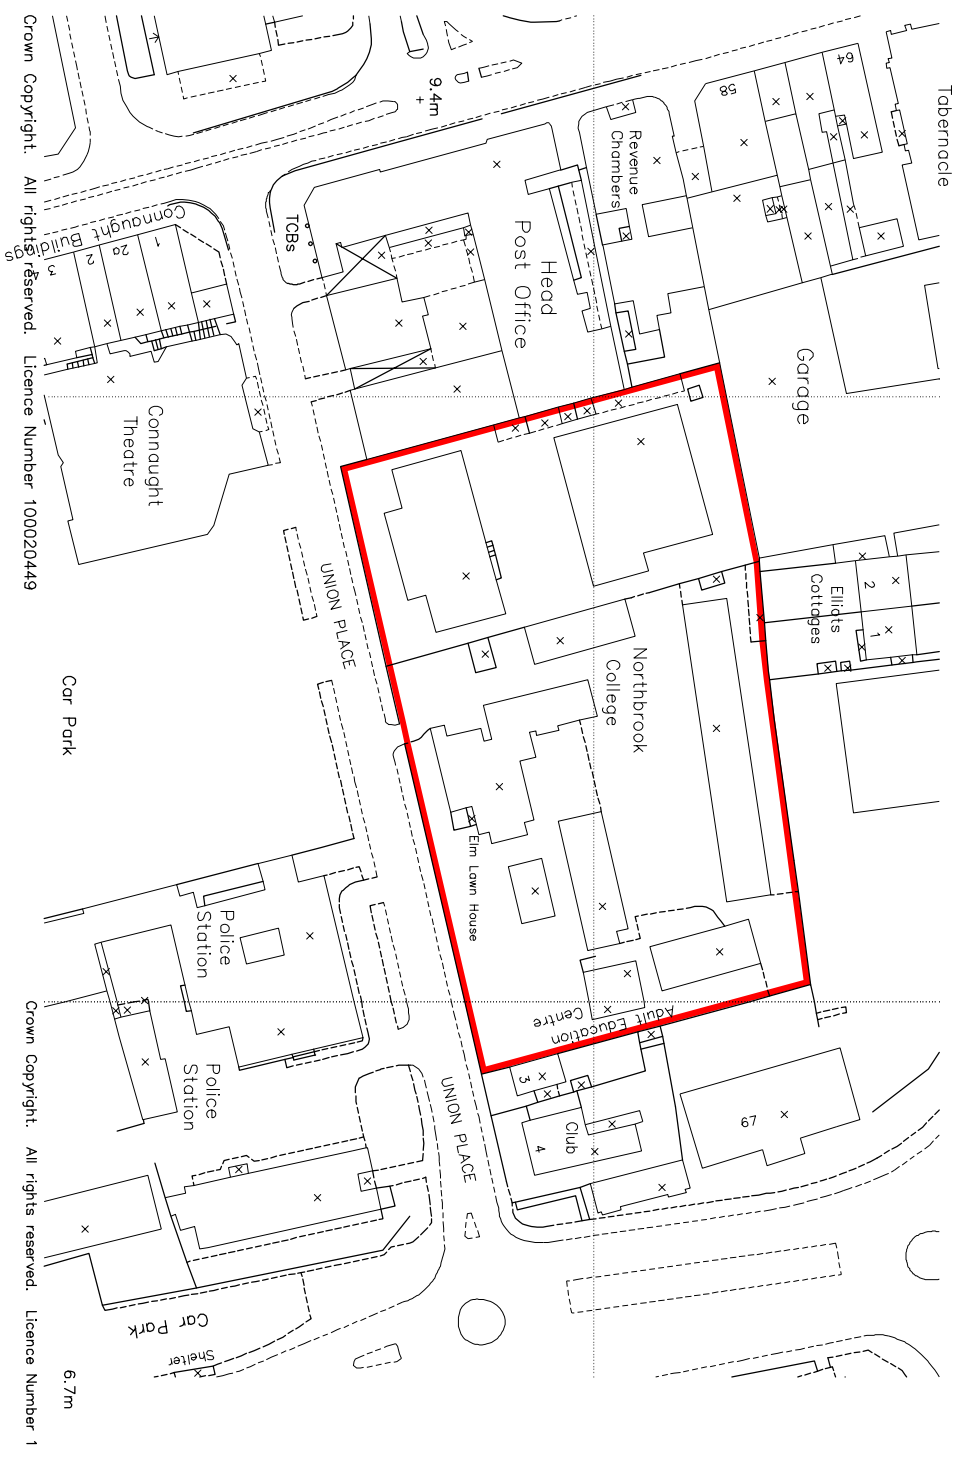 Crown Copyright.   All rights reserved.   Licence Number 100020449
Crown Copyright.   All rights reserved.   Licence Number 1
Tabernacle
64
58
9.4m
Revenue
Chambers
Head
Post Office
TCBs
Connaught Buildings
1
2a
2
3
4
Connaught
Theatre
Garage
UNION PLACE
Elliots
Cottages
2
1
Northbrook
College
Car Park
Elm Lawn House
Police
Station
Adult Education
Centre
Police
Station
UNION PLACE
3
Club
4
67
Car Park
Shelter
6.7m